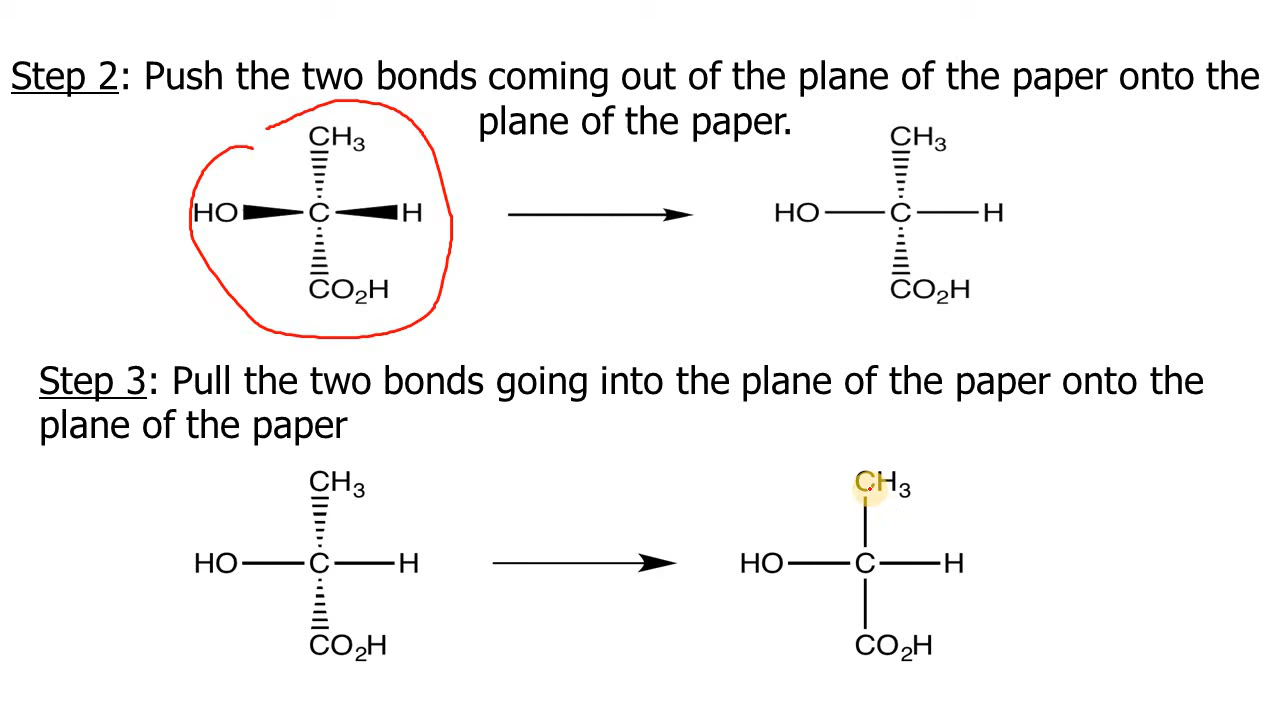 Step 2: Push the two bonds coming out of the plane of the paper onto the
plane of the paper.
CH₃
HO C H
CO₂H
CH₃
HO C H
CO₂H
Step 3: Pull the two bonds going into the plane of the paper onto the
plane of the paper
CH₃
HO C H
CO₂H
CH₃
HO C H
CO₂H